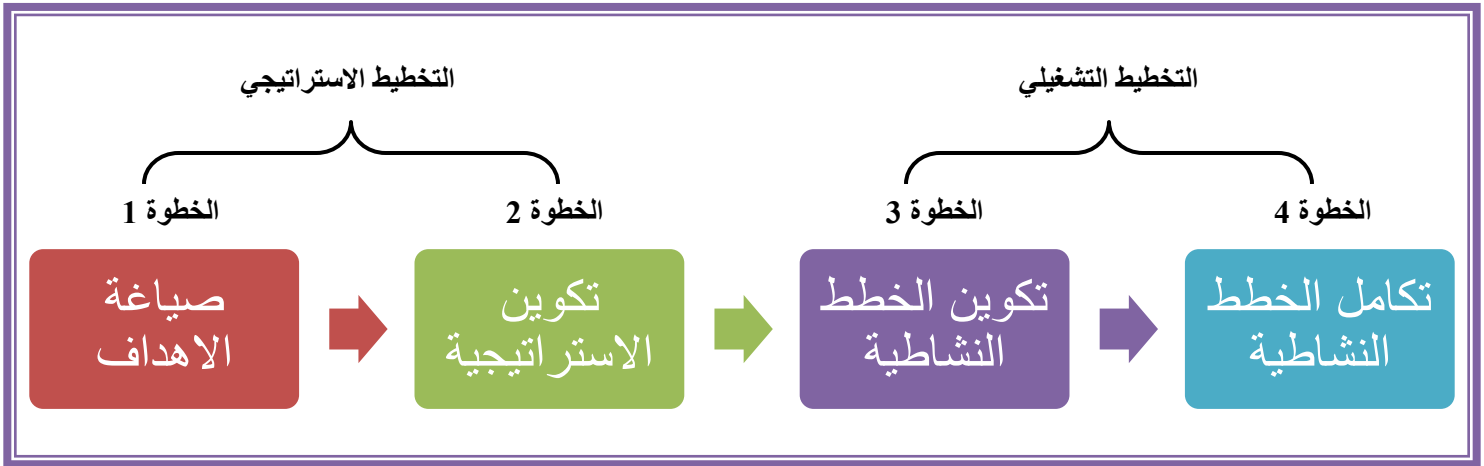 التخطيط الاستراتيجي
التخطيط التشغيلي
الخطوة 1
الخطوة 2
الخطوة 3
الخطوة 4
صياغة
الاهداف
تكوين
الاستراتيجية
تكوين الخطط
النشاطية
تكامل الخطط
النشاطية